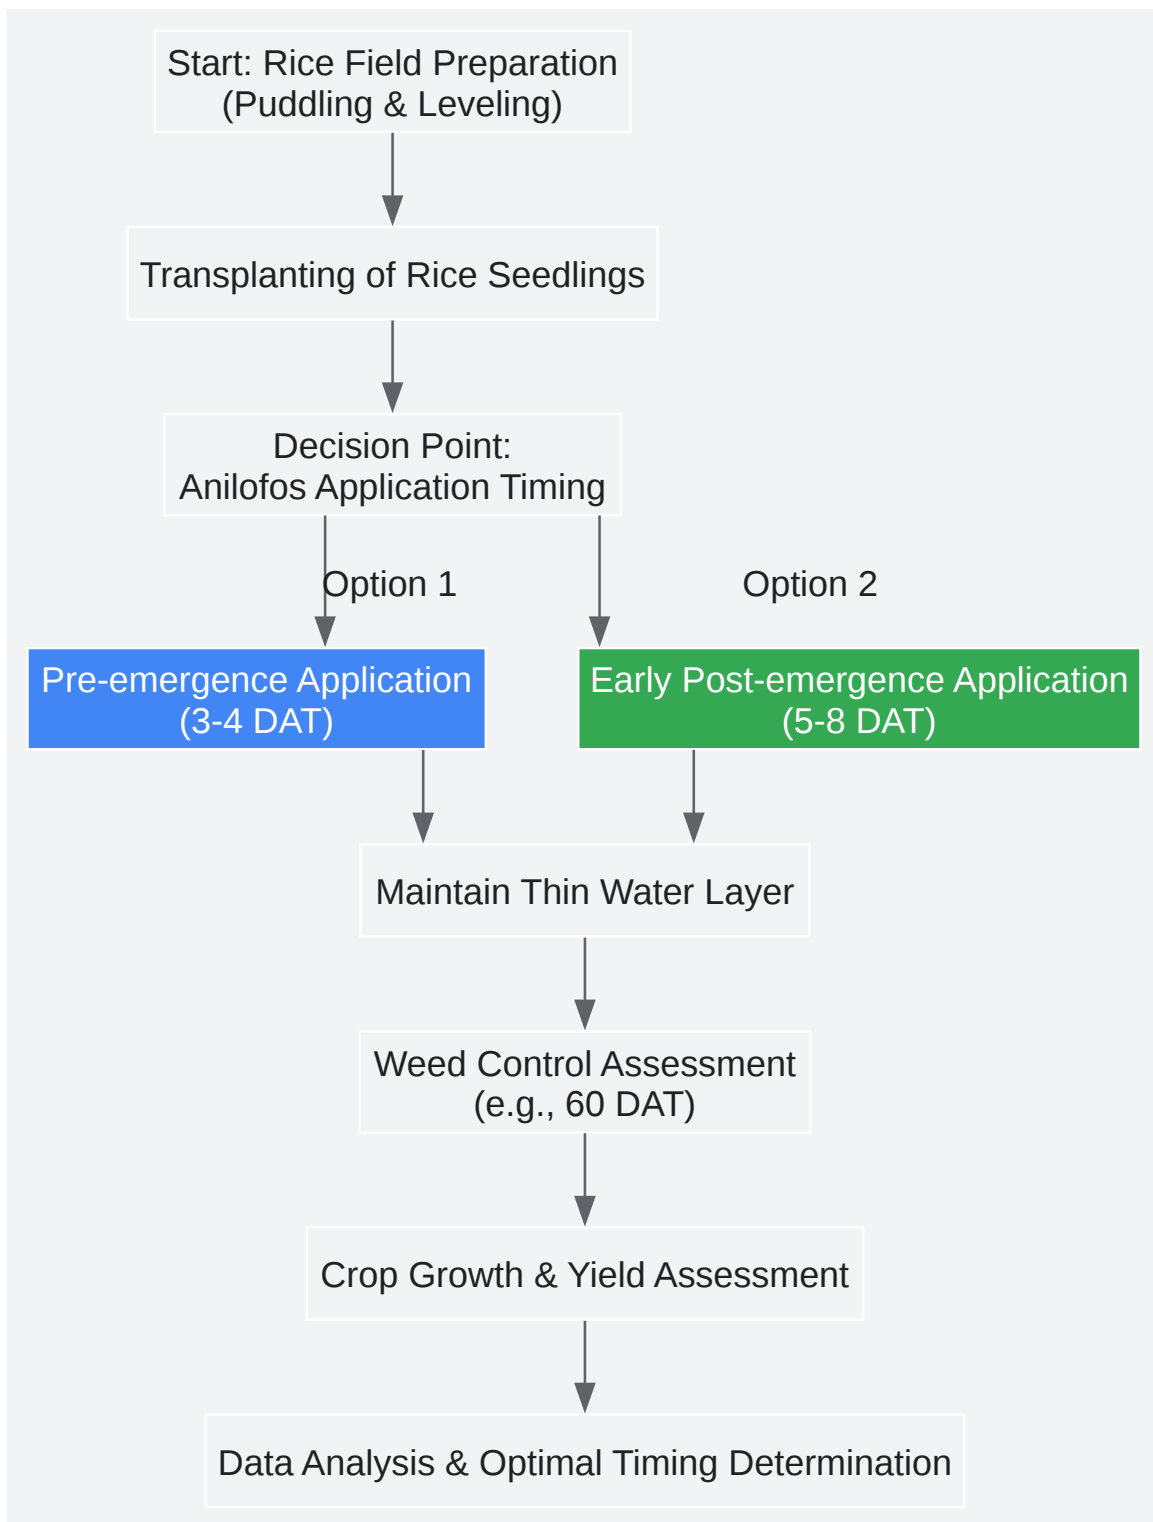 Start: Rice Field Preparation
(Puddling & Leveling)
Transplanting of Rice Seedlings
Decision Point:
Anilofos Application Timing
Option 1
Option 2
Pre-emergence Application
(3-4 DAT)
Early Post-emergence Application
(5-8 DAT)
Maintain Thin Water Layer
Weed Control Assessment
(e.g., 60 DAT)
Crop Growth & Yield Assessment
Data Analysis & Optimal Timing Determination